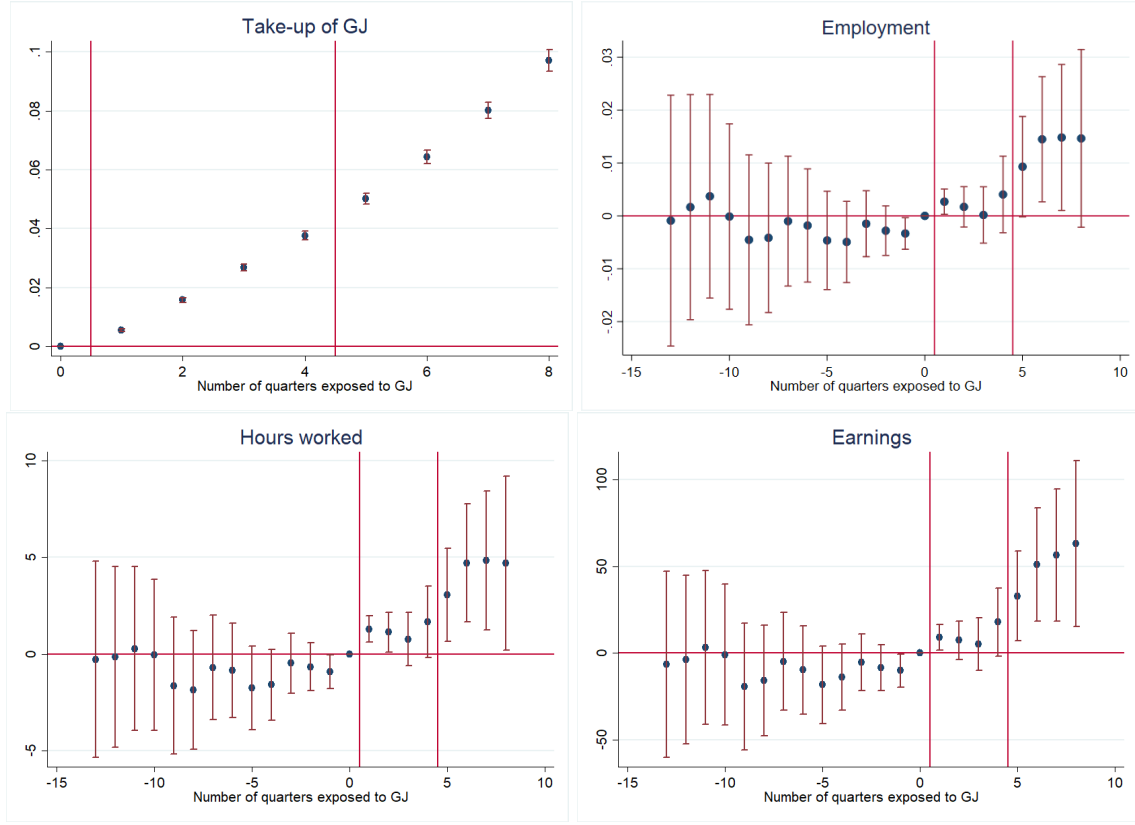 Take-up of GJ
.1
.08
.06
.04
.02
0
0 2 4 6 8
Number of quarters exposed to GJ
Employment
.03
.02
.01
0
-.01
-.02
-15 -10 -5 0 5 10
Number of quarters exposed to GJ
Hours worked
10
5
0
-5
-15 -10 -5 0 5 10
Number of quarters exposed to GJ
Earnings
100
50
0
-50
-15 -10 -5 0 5 10
Number of quarters exposed to GJ